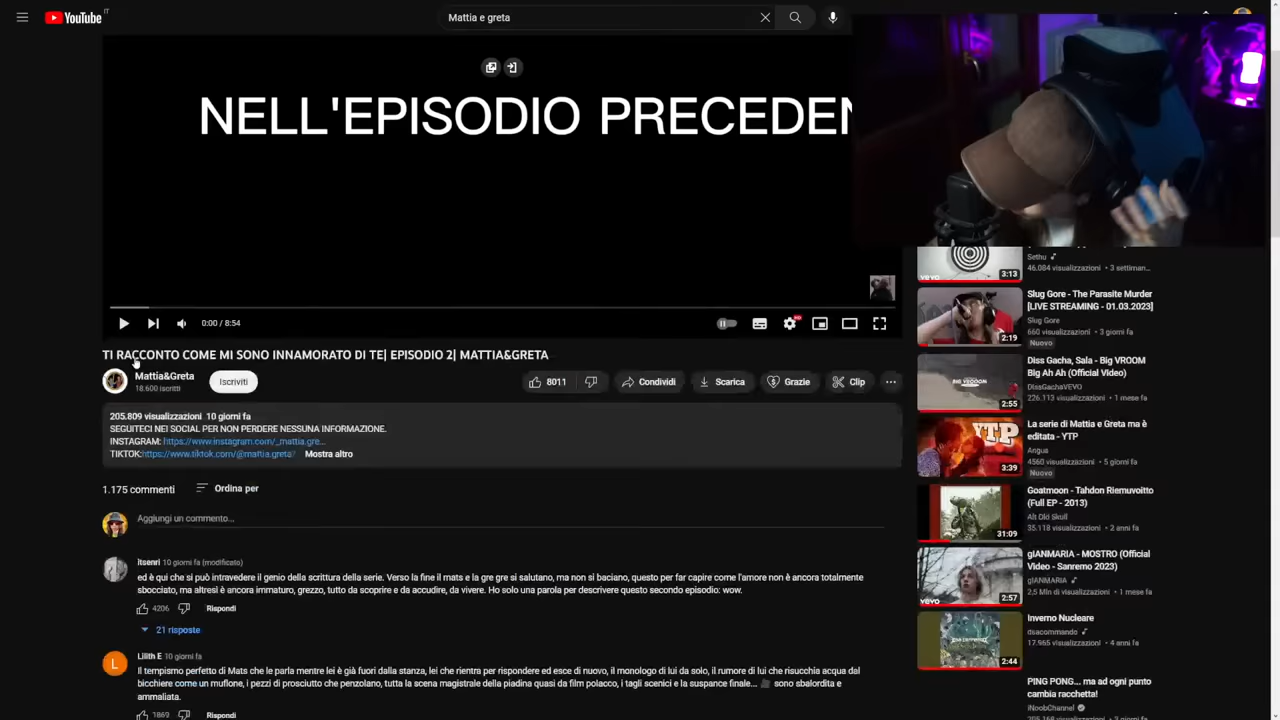 YouTube IT
Mattia e greta
NELL'EPISODIO PRECEDEN
0:00 / 8:54
TI RACCONTO COME MI SONO INNAMORATO DI TE| EPISODIO 2| MATTIA&GRETA
Mattia&Greta
18.600 iscritti
Iscriviti
8011
Condividi
Scarica
Grazie
Clip
205.809 visualizzazioni 10 giorni fa
SEGUITECI NEI SOCIAL PER NON PERDERE NESSUNA INFORMAZIONE.
INSTAGRAM: https://www.instagram.com/_mattia.gre...
TIKTOK:https://www.tiktok.com/@mattia.greta? Mostra altro
1.175 commenti
Ordina per
Aggiungi un commento...
itsenri 10 giorni fa (modificato)
ed è qui che si può intravedere il genio della scrittura della serie. Verso la fine il mats e la gre gre si salutano, ma non si baciano, questo per far capire come l'amore non è ancora totalmente
sbocciato, ma altresì è ancora immaturo, grezzo, tutto da scoprire e da accudire, da vivere. Ho solo una parola per descrivere questo secondo episodio: wow.
4206
Rispondi
21 risposte
L
Lilith E 10 giorni fa
Il tempismo perfetto di Mats che le parla mentre lei è già fuori dalla stanza, lei che rientra per rispondere ed esce di nuovo, il monologo di lui da solo, il rumore di lui che risucchia acqua dal
bicchiere come un muflone, i pezzi di prosciutto che penzolano, tutta la scena magistrale della piadina quasi da film polacco, i tagli scenici e la suspance finale... sono sbalordita e
ammaliata.
1869
Rispondi
Sethu
46.084 visualizzazioni • 3 settiman...
vevo
3:13
Slug Gore - The Parasite Murder
[LIVE STREAMING - 01.03.2023]
Slug Gore
660 visualizzazioni • 3 giorni fa
Nuovo
2:19
Diss Gacha, Sala - Big VROOM
Big Ah Ah (Official Video)
DissGachaVEVO
226.113 visualizzazioni • 1 mese fa
BIG VROOOM
vevo
2:55
La serie di Mattia e Greta ma è
editata - YTP
Angua
4560 visualizzazioni • 5 giorni fa
Nuovo
YTP
3:39
Goatmoon - Tahdon Riemuvoitto
(Full EP - 2013)
Alt Old Skull
35.118 visualizzazioni • 2 anni fa
31:09
gIANMARIA - MOSTRO (Official
Video - Sanremo 2023)
gIANMARIA
2,5 Mln di visualizzazioni • 1 mese fa
vevo
2:57
Inverno Nucleare
dsacommando
17.965 visualizzazioni • 4 anni fa
2:44
PING PONG... ma ad ogni punto
cambia racchetta!
iNoobChannel